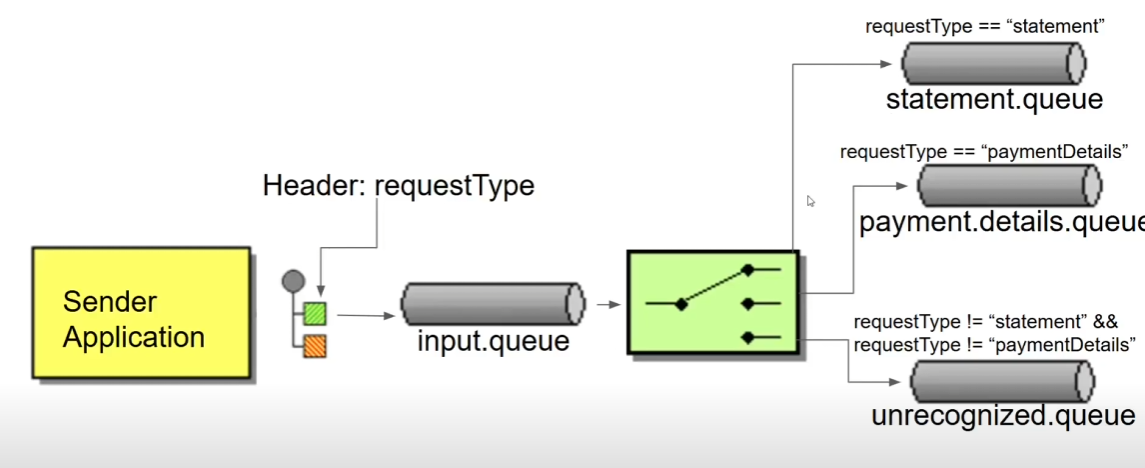 requestType == “statement”
statement.queue
requestType == “paymentDetails”
payment.details.queue
Header: requestType
Sender
Application
input.queue
requestType != “statement” &&
requestType != “paymentDetails”
unrecognized.queue